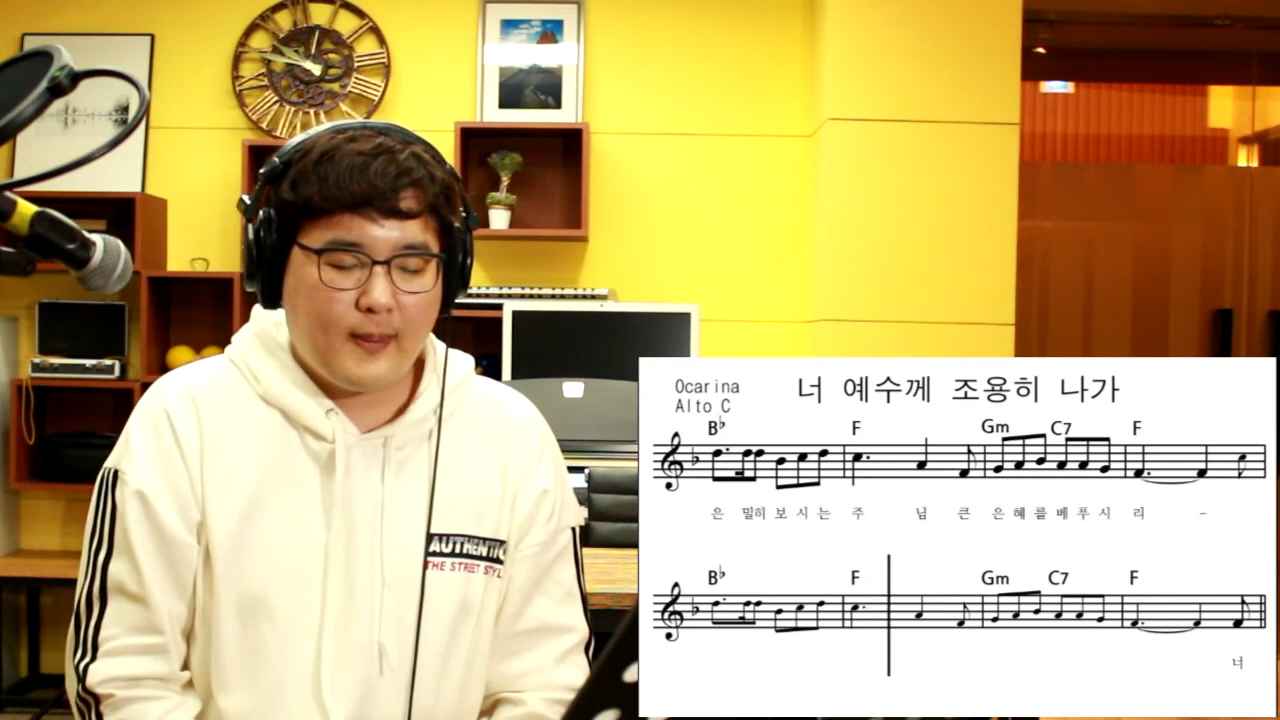 AUTHENTIC
THE STREET STYL
Ocarina
Alto C
너 예수께 조용히 나가
B♭ F Gm C7 F
은 밀히 보 시 는 주 님 큰 은 혜 를 베 푸 시 리 -
B♭ F Gm C7 F
너